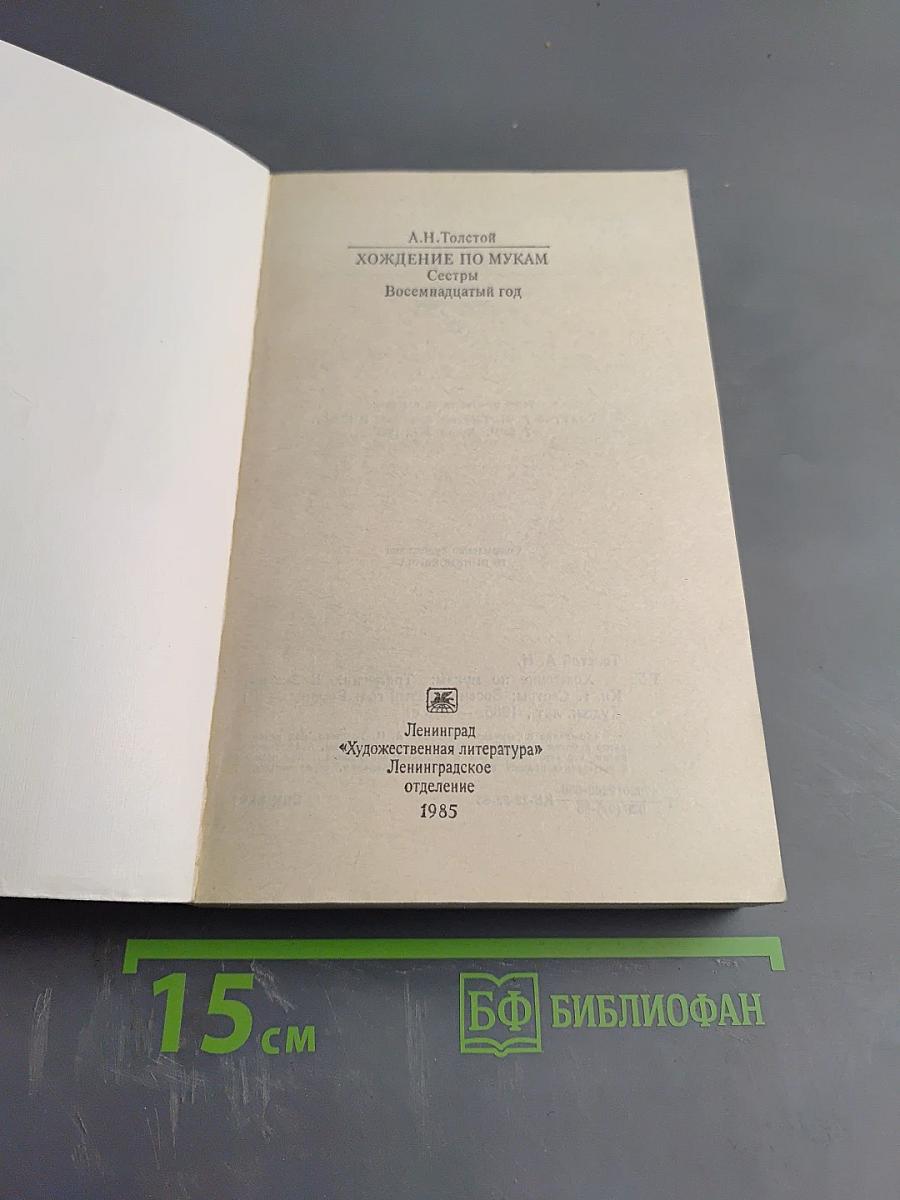 А.Н.Толстой
ХОЖДЕНИЕ ПО МУКАМ
Сестры
Восемнадцатый год
Ленинград
«Художественная литература»
Ленинградское
отделение
1985
15 см
БФ БИБЛИОФАН